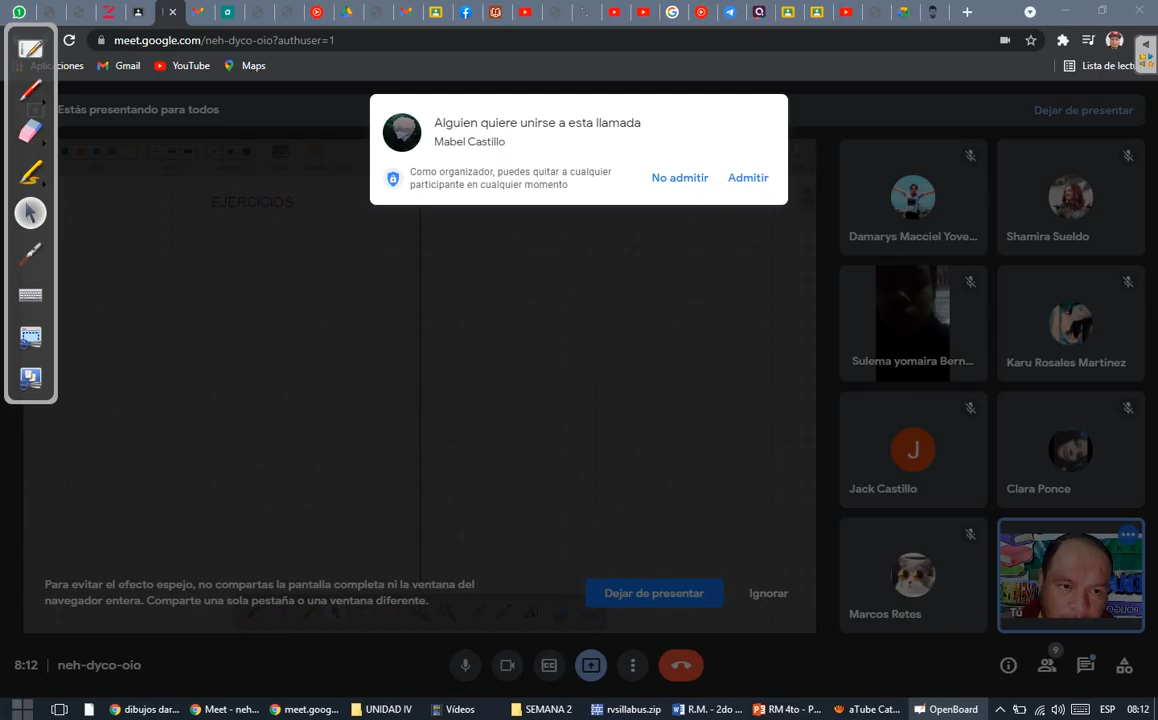 meet.google.com/neh-dyco-oio?authuser=1
Aplicaciones
Gmail
YouTube
Maps
Lista de lectu
Estás presentando para todos
Dejar de presentar
Alguien quiere unirse a esta llamada
Mabel Castillo
Como organizador, puedes quitar a cualquier
participante en cualquier momento
No admitir
Admitir
EJERCICIOS
Damarys Macciel Yove...
Shamira Sueldo
Sulema yomaira Bern...
Karu Rosales Martínez
J
Jack Castillo
Clara Ponce
Marcos Retes
Tú
Para evitar el efecto espejo, no compartas la pantalla completa ni la ventana del
navegador entera. Comparte una sola pestaña o una ventana diferente.
Dejar de presentar
Ignorar
8:12
neh-dyco-oio
9
dibujos dar...
Meet - neh...
meet.goog...
UNIDAD IV
Vídeos
SEMANA 2
rvsillabus.zip
R.M. - 2do ...
RM 4to - P...
aTube Cat...
OpenBoard
ESP
08:12